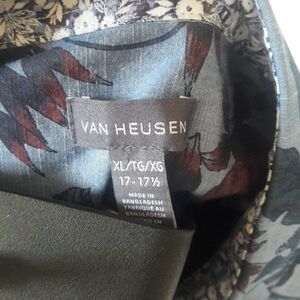 VAN HEUSEN
XL/TG/XG
17 - 17½
MADE IN
BANGLADESH
FABRIQUÉ AU
BANGLADESH